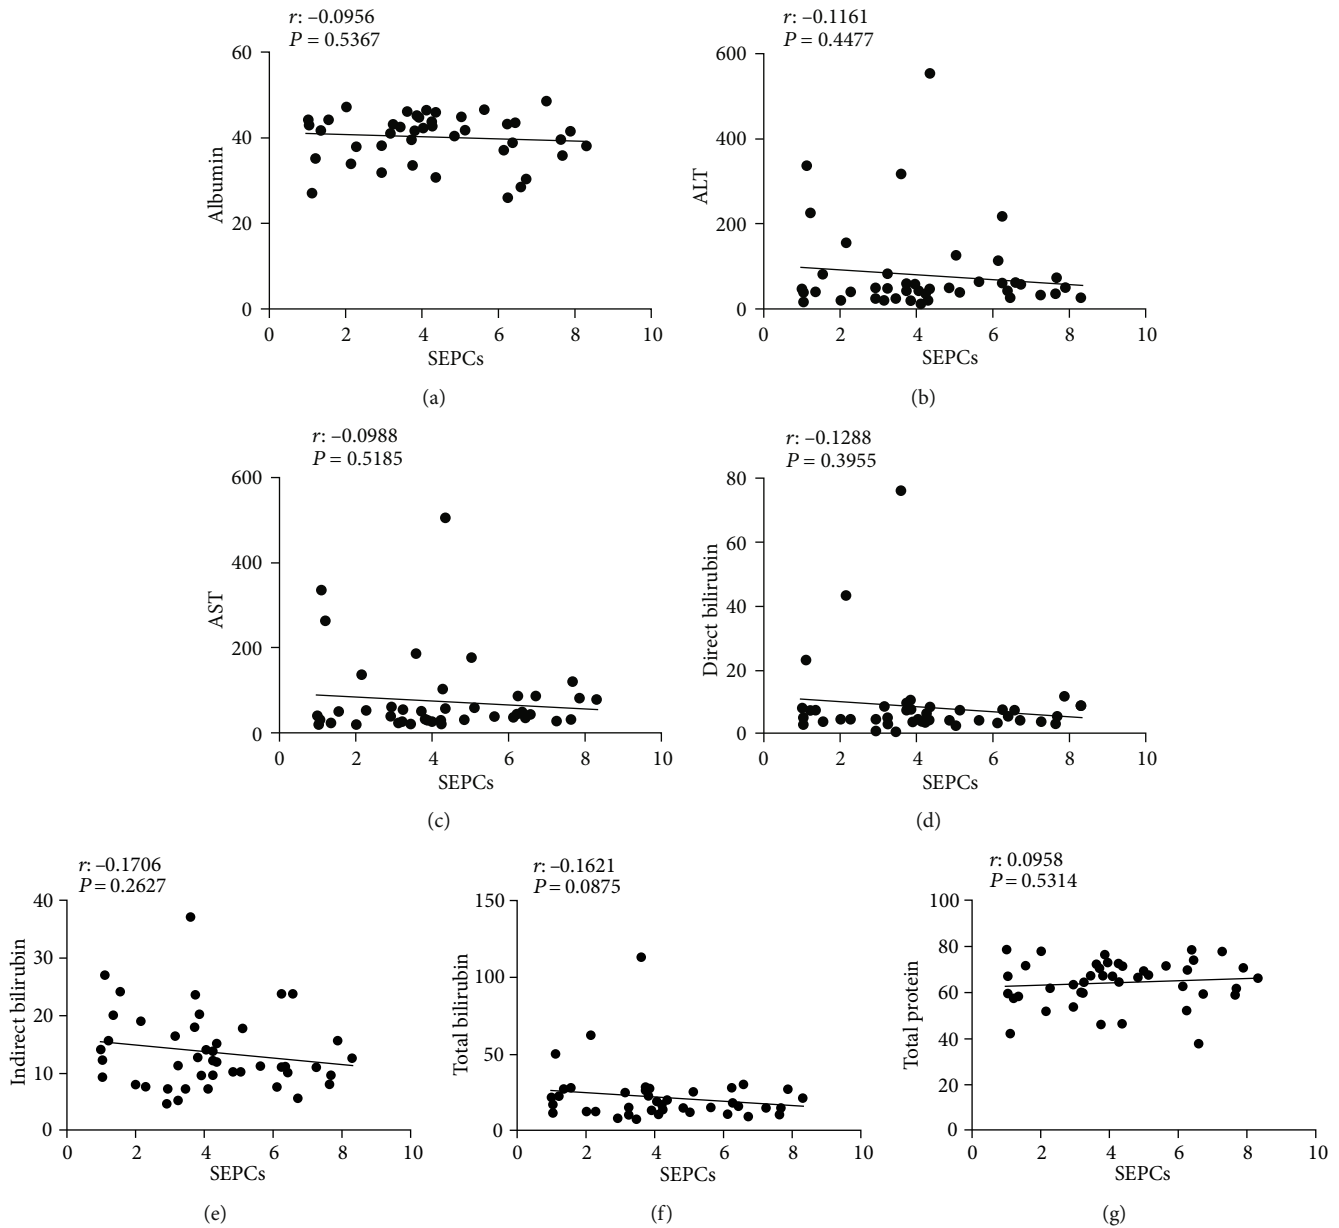 r: –0.0956
P = 0.5367
60
40
20
0
Albumin
0 2 4 6 8 10
SEPCs
(a)
r: –0.1161
P = 0.4477
600
400
200
0
ALT
0 2 4 6 8 10
SEPCs
(b)
r: –0.0988
P = 0.5185
600
400
200
0
AST
0 2 4 6 8 10
SEPCs
(c)
r: –0.1288
P = 0.3955
80
60
40
20
0
Direct bilirubin
0 2 4 6 8 10
SEPCs
(d)
r: –0.1706
P = 0.2627
40
30
20
10
0
Indirect bilirubin
0 2 4 6 8 10
SEPCs
(e)
r: –0.1621
P = 0.0875
150
100
50
0
Total bilirubin
0 2 4 6 8 10
SEPCs
(f)
r: 0.0958
P = 0.5314
100
80
60
40
20
0
Total protein
0 2 4 6 8 10
SEPCs
(g)